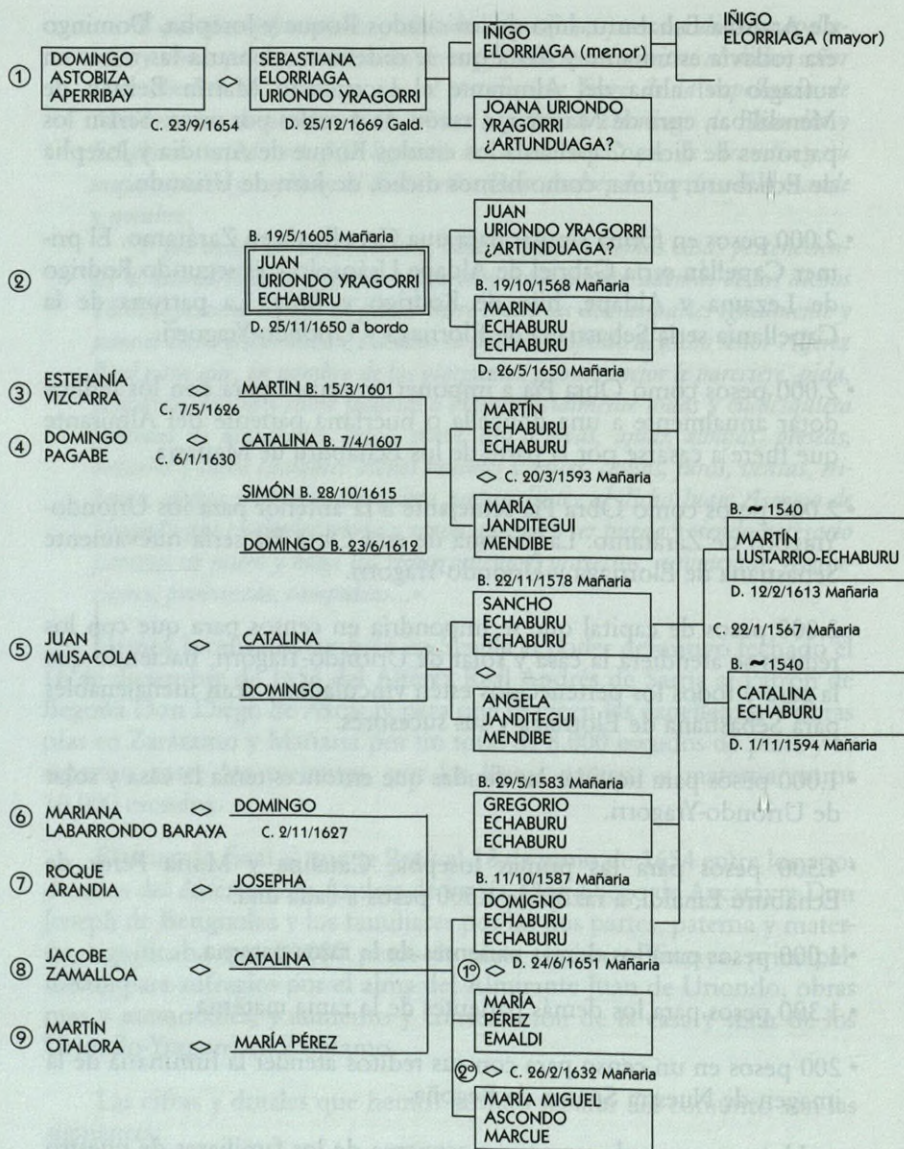 IÑIGO
ELORRIAGA (mayor)
IÑIGO
ELORRIAGA (menor)
①
DOMINGO
ASTOBIZA
APERRIBAY
SEBASTIANA
ELORRIAGA
URIONDO YRAGORRI
C. 23/9/1654
D. 25/12/1669 Gald.
JOANA URIONDO
YRAGORRI
¿ARTUNDUAGA?
JUAN
URIONDO YRAGORRI
¿ARTUNDUAGA?
B. 19/5/1605 Mañaria
②
JUAN
URIONDO YRAGORRI
ECHABURU
D. 25/11/1650 a bordo
B. 19/10/1568 Mañaria
MARINA
ECHABURU
ECHABURU
D. 26/5/1650 Mañaria
③ ESTEFANÍA
VIZCARRA
MARTIN B. 15/3/1601
C. 7/5/1626
④ DOMINGO
PAGABE
CATALINA B. 7/4/1607
C. 6/1/1630
SIMÓN B. 28/10/1615
DOMINGO B. 23/6/1612
MARTÍN
ECHABURU
ECHABURU
C. 20/3/1593 Mañaria
MARÍA
JANDITEGUI
MENDIBE
B. ~ 1540
MARTÍN
LUSTARRIO-ECHABURU
D. 12/2/1613 Mañaria
C. 22/1/1567 Mañaria
B. ~ 1540
CATALINA
ECHABURU
D. 1/11/1594 Mañaria
B. 22/11/1578 Mañaria
SANCHO
ECHABURU
ECHABURU
⑤ JUAN
MUSACOLA
CATALINA
DOMINGO
ANGELA
JANDITEGUI
MENDIBE
B. 29/5/1583 Mañaria
GREGORIO
ECHABURU
ECHABURU
⑥ MARIANA
LABARRONDO BARAYA
DOMINGO
C. 2/11/1627
⑦ ROQUE
ARANDIA
JOSEPHA
B. 11/10/1587 Mañaria
DOMIGNO
ECHABURU
ECHABURU
⑧ JACOBE
ZAMALLOA
CATALINA
1º D. 24/6/1651 Mañaria
MARÍA
PÉREZ
EMALDI
⑨ MARTÍN
OTALORA
MARÍA PÉREZ
2º C. 26/2/1632 Mañaria
MARÍA MIGUEL
ASCONDO
MARCUE